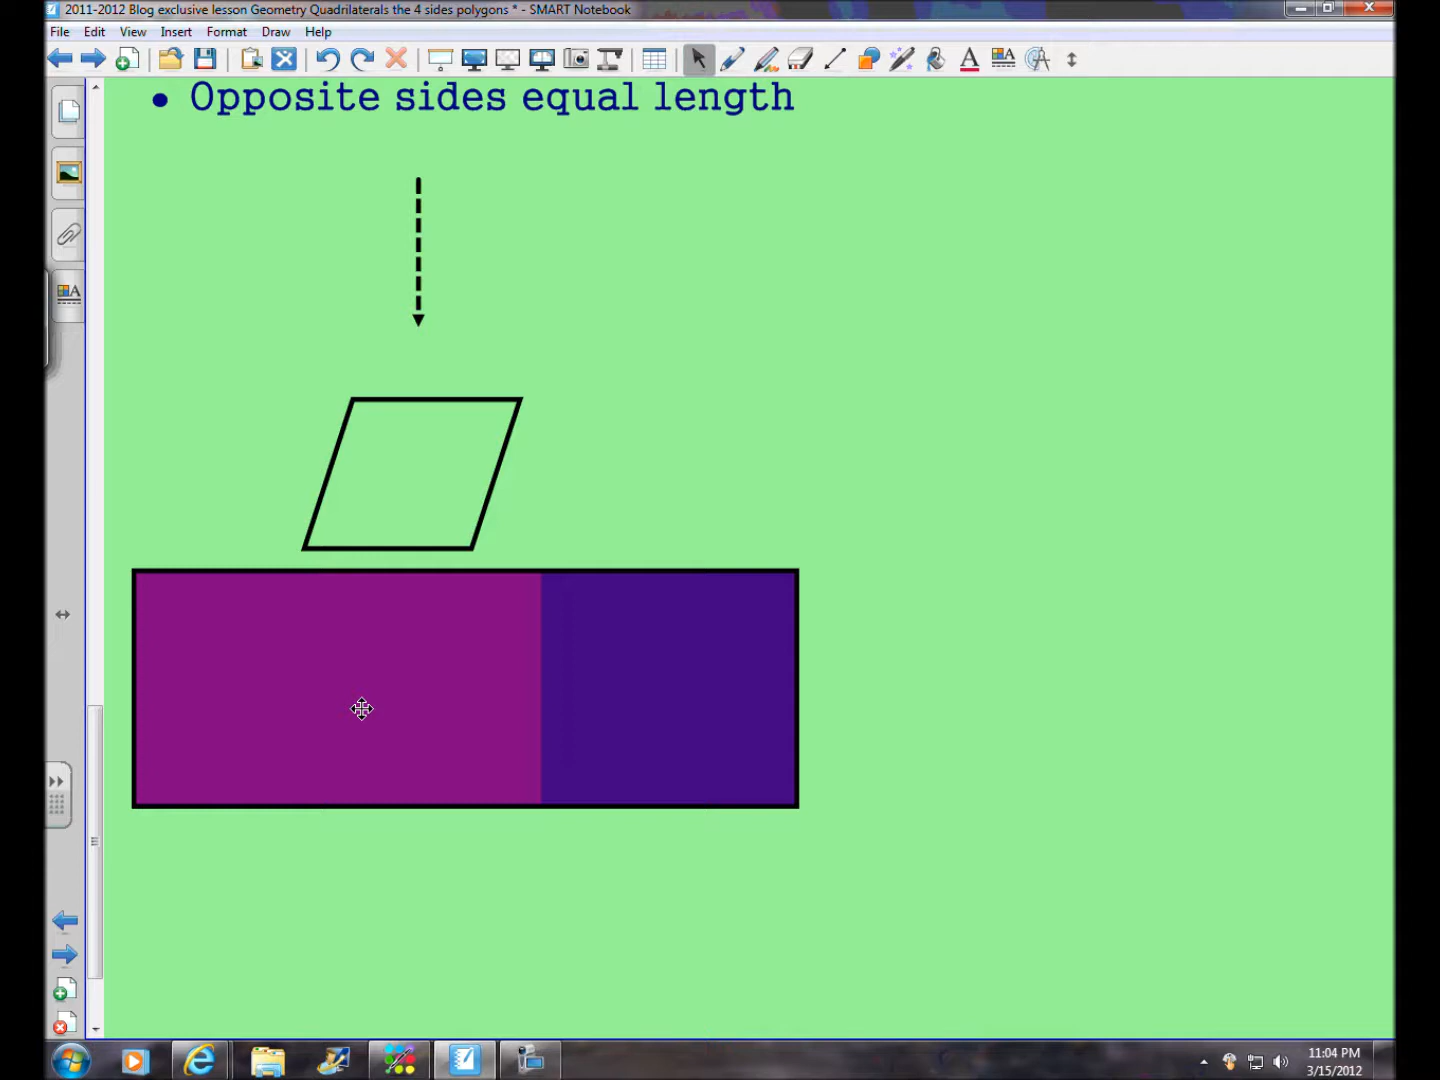 2011-2012 Blog exclusive lesson Geometry Quadrilaterals the 4 sides polygons * - SMART Notebook
File Edit View Insert Format Draw Help
• Opposite sides equal length
11:04 PM
3/15/2012